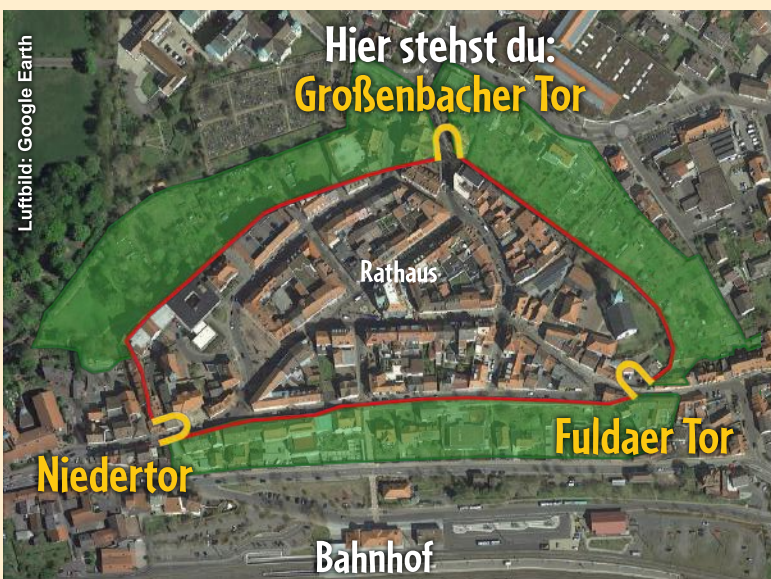 Luftbild: Google Earth
Hier stehst du:
Großenbacher Tor
Rathaus
Fuldaer Tor
Niedertor
Bahnhof